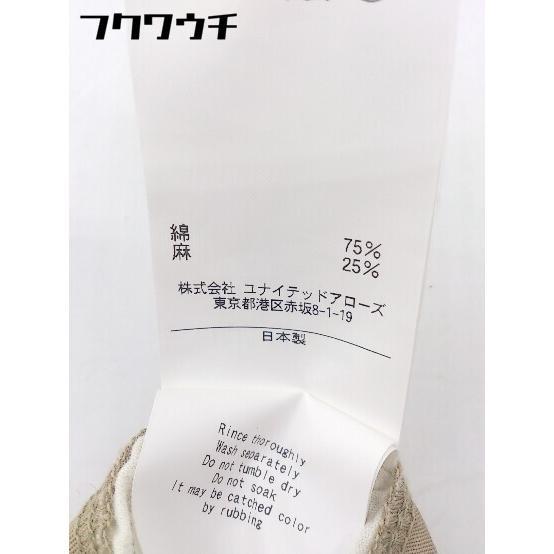 フクワウチ
綿 75%
麻 25%
株式会社 ユナイテッドアローズ
東京都港区赤坂8-1-19
日本製
Rince thoroughly
Wash separately
Do not tumble dry
Do not soak
It may be catched color
by rubbing